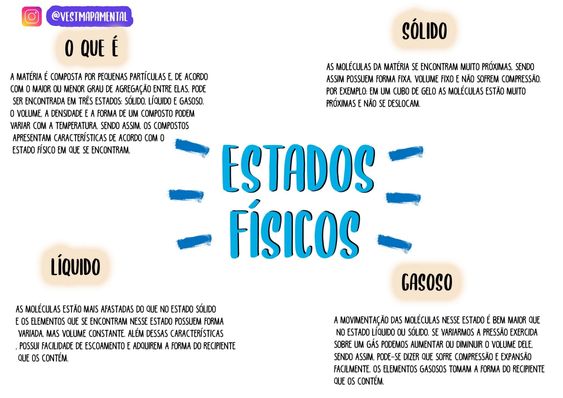 @VESTMAPAMENTAL
O QUE É
A MATÉRIA É COMPOSTA POR PEQUENAS PARTÍCULAS E, DE ACORDO
COM O MAIOR OU MENOR GRAU DE AGREGAÇÃO ENTRE ELAS, PODE
SER ENCONTRADA EM TRÊS ESTADOS: SÓLIDO, LÍQUIDO E GASOSO.
O VOLUME, A DENSIDADE E A FORMA DE UM COMPOSTO PODEM
VARIAR COM A TEMPERATURA, SENDO ASSIM, OS COMPOSTOS
APRESENTAM CARACTERÍSTICAS DE ACORDO COM O
ESTADO FÍSICO EM QUE SE ENCONTRAM.
SÓLIDO
AS MOLÉCULAS DA MATÉRIA SE ENCONTRAM MUITO PRÓXIMAS, SENDO
ASSIM POSSUEM FORMA FIXA, VOLUME FIXO E NÃO SOFREM COMPRESSÃO.
POR EXEMPLO: EM UM CUBO DE GELO AS MOLÉCULAS ESTÃO MUITO
PRÓXIMAS E NÃO SE DESLOCAM.
ESTADOS
FÍSICOS
LÍQUIDO
AS MOLÉCULAS ESTÃO MAIS AFASTADAS DO QUE NO ESTADO SÓLIDO
E OS ELEMENTOS QUE SE ENCONTRAM NESSE ESTADO POSSUEM FORMA
VARIADA, MAS VOLUME CONSTANTE. ALÉM DESSAS CARACTERÍSTICAS
, POSSUI FACILIDADE DE ESCOAMENTO E ADQUIREM A FORMA DO RECIPIENTE
QUE OS CONTÉM.
GASOSO
A MOVIMENTAÇÃO DAS MOLÉCULAS NESSE ESTADO É BEM MAIOR QUE
NO ESTADO LÍQUIDO OU SÓLIDO. SE VARIARMOS A PRESSÃO EXERCIDA
SOBRE UM GÁS PODEMOS AUMENTAR OU DIMINUIR O VOLUME DELE,
SENDO ASSIM, PODE-SE DIZER QUE SOFRE COMPRESSÃO E EXPANSÃO
FACILMENTE. OS ELEMENTOS GASOSOS TOMAM A FORMA DO RECIPIENTE
QUE OS CONTÉM.